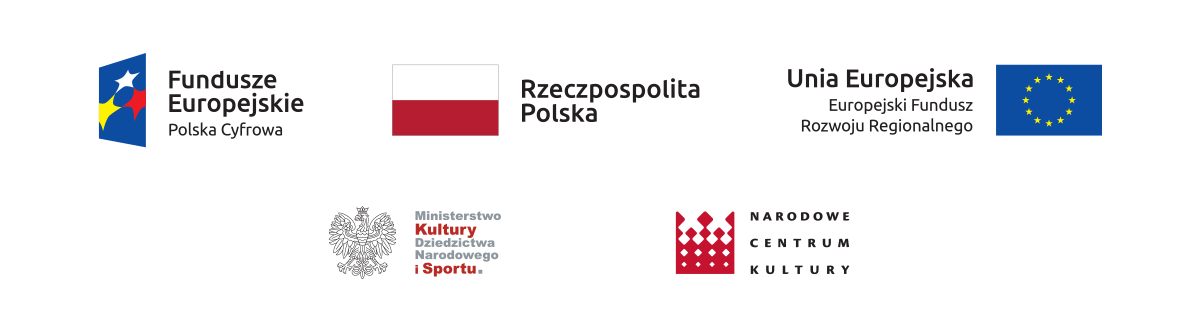 Fundusze
Europejskie
Polska Cyfrowa
Rzeczpospolita
Polska
Unia Europejska
Europejski Fundusz
Rozwoju Regionalnego
Ministerstwo
Kultury
Dziedzictwa
Narodowego
i Sportu.
NARODOWE
CENTRUM
KULTURY